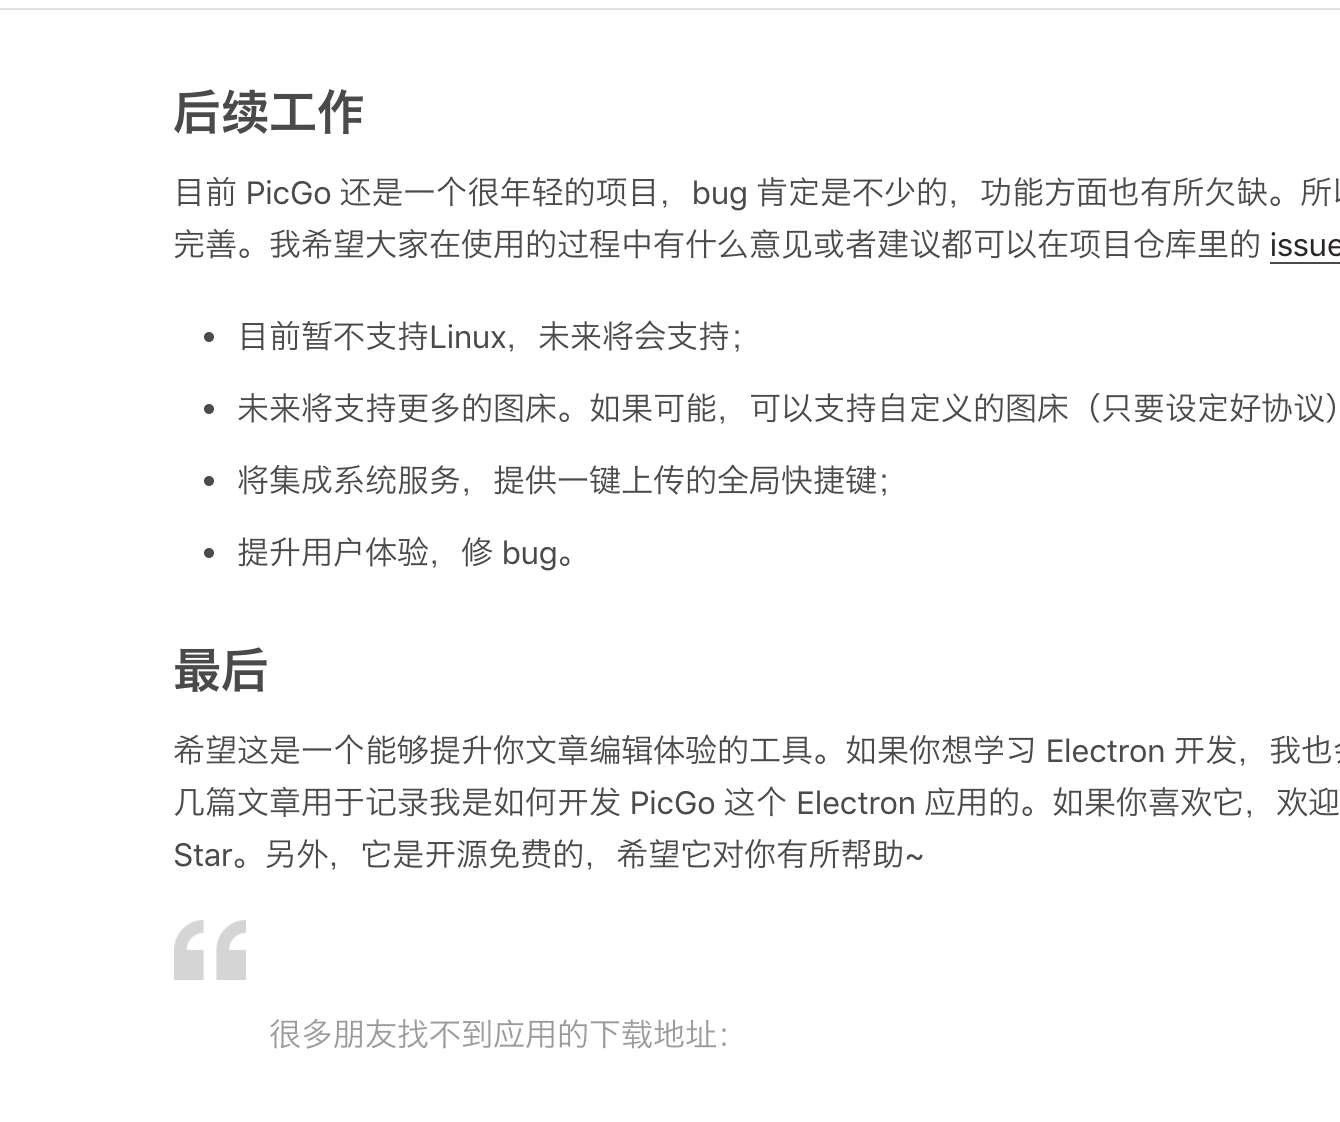 后续工作
目前 PicGo 还是一个很年轻的项目，bug 肯定是不少的，功能方面也有所欠缺。所以
完善。我希望大家在使用的过程中有什么意见或者建议都可以在项目仓库里的 issue
目前暂不支持Linux，未来将会支持；
未来将支持更多的图床。如果可能，可以支持自定义的图床（只要设定好协议）
将集成系统服务，提供一键上传的全局快捷键；
提升用户体验，修 bug。
最后
希望这是一个能够提升你文章编辑体验的工具。如果你想学习 Electron 开发，我也会
几篇文章用于记录我是如何开发 PicGo 这个 Electron 应用的。如果你喜欢它，欢迎
Star。另外，它是开源免费的，希望它对你有所帮助~
“
很多朋友找不到应用的下载地址：